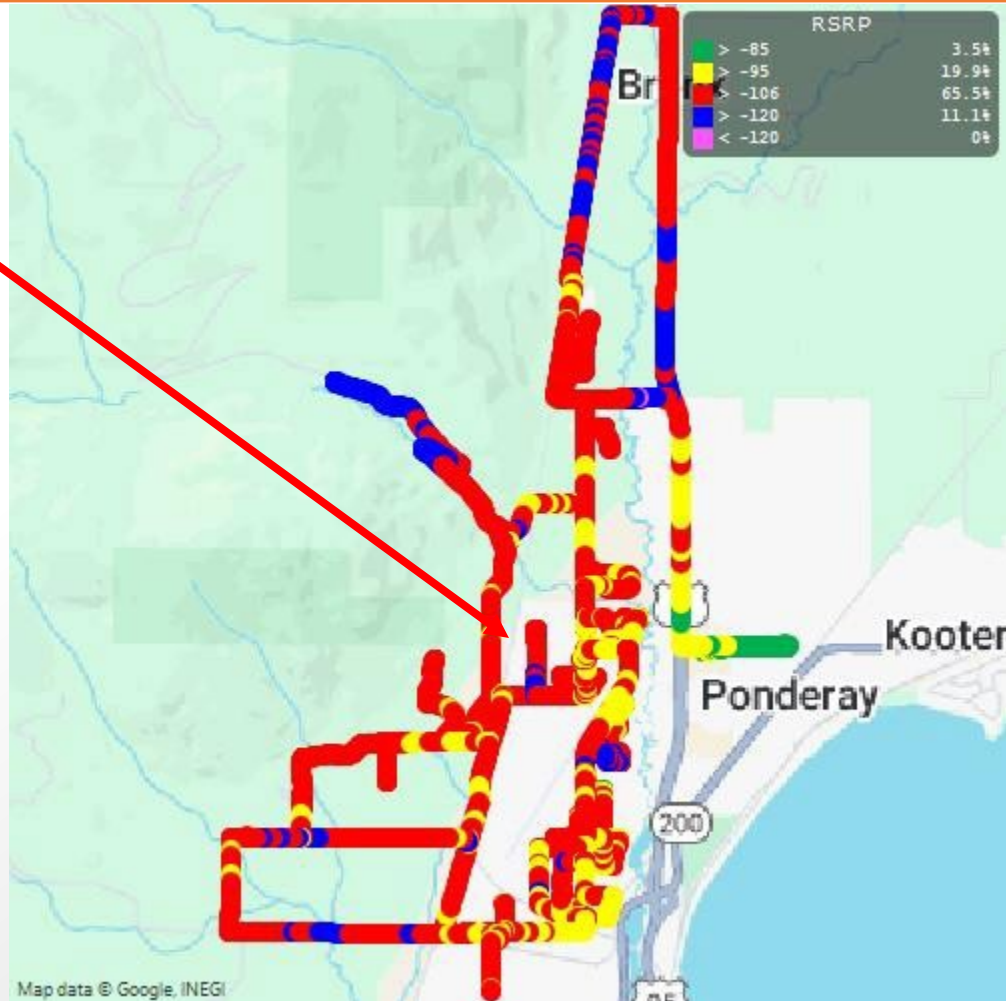 RSRP
> -85 3.5%
> -95 19.9%
> -106 65.5%
> -120 11.1%
< -120 0%
Kooten
Ponderay
200
Map data © Google, INEGI